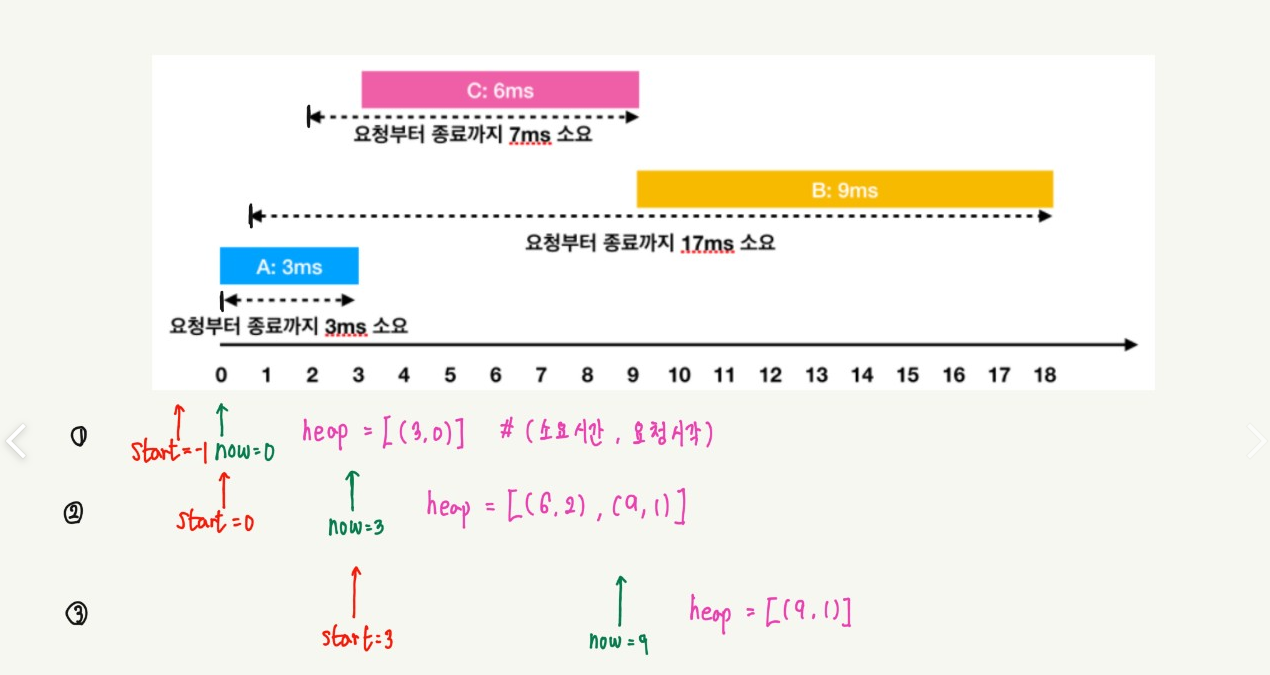 C: 6ms
요청부터 종료까지 7ms 소요
B: 9ms
요청부터 종료까지 17ms 소요
A: 3ms
요청부터 종료까지 3ms 소요
0 1 2 3 4 5 6 7 8 9 10 11 12 13 14 15 16 17 18
① start=-1 now=0 heap = [(3,0)] # (소요시간, 요청시각)
② start=0 now=3 heap = [(6,2), (9,1)]
③ start=3 now=9 heap = [(9,1)]